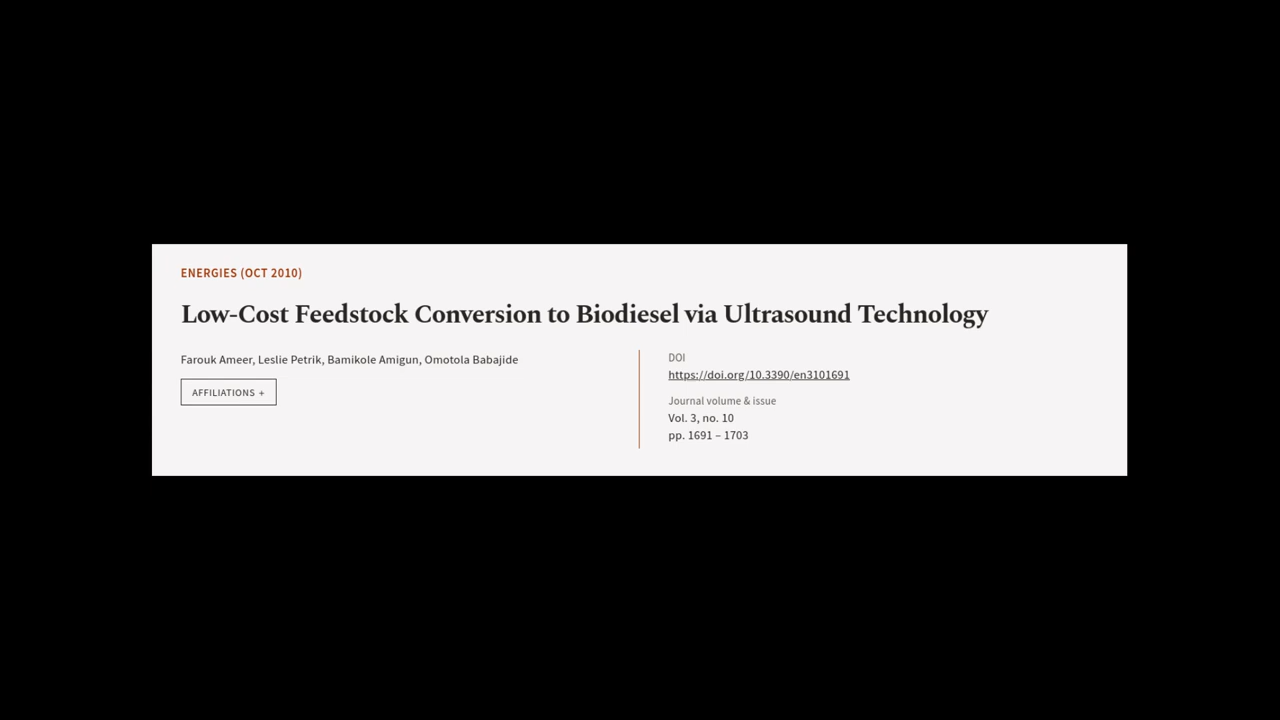 ENERGIES (OCT 2010)
Low-Cost Feedstock Conversion to Biodiesel via Ultrasound Technology
Farouk Ameer, Leslie Petrik, Bamikole Amigun, Omotola Babajide
AFFILIATIONS +
DOI
https://doi.org/10.3390/en3101691
Journal volume & issue
Vol. 3, no. 10
pp. 1691 – 1703